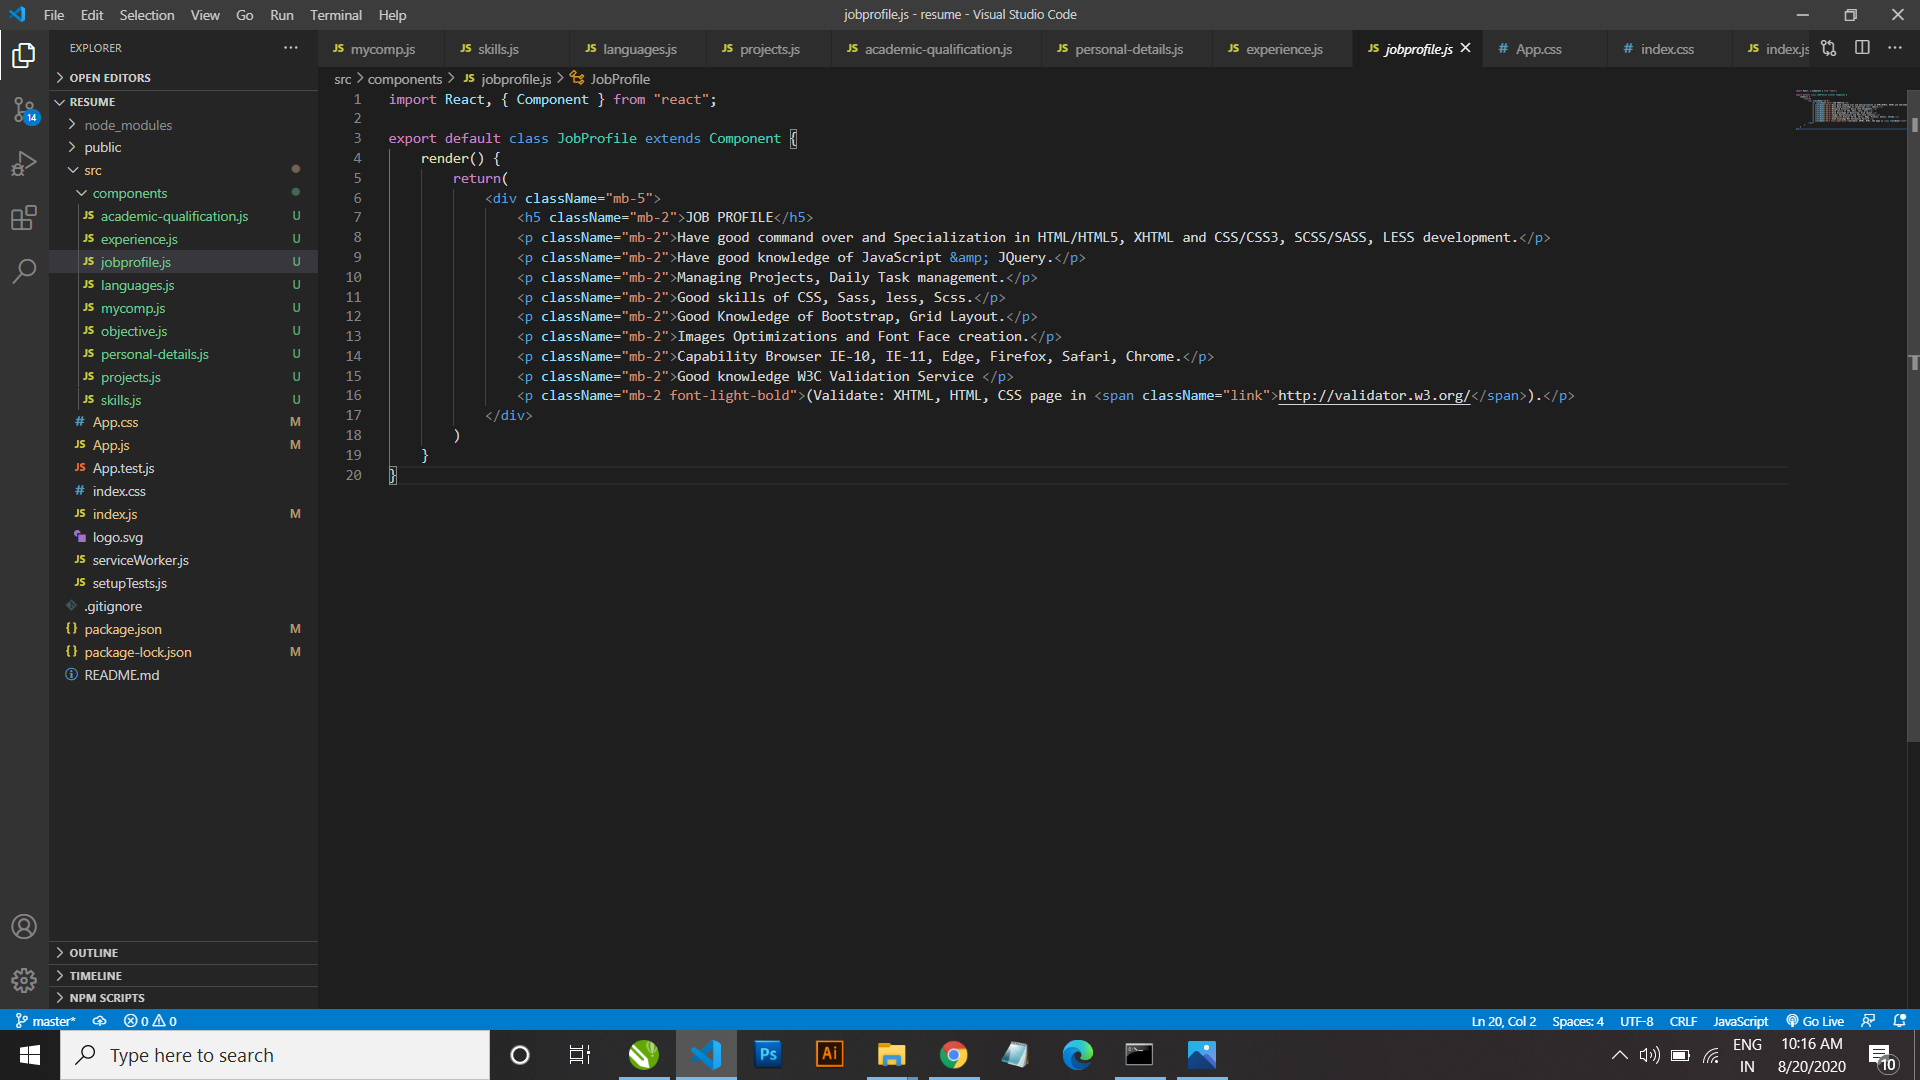 File Edit Selection View Go Run Terminal Help jobprofile.js - resume - Visual Studio Code
EXPLORER
JS mycomp.js JS skills.js JS languages.js JS projects.js JS academic-qualification.js JS personal-details.js JS experience.js JS jobprofile.js # App.css # index.css JS index.js
src > components > JS jobprofile.js > JobProfile
OPEN EDITORS
RESUME
node_modules
public
src
components
JS academic-qualification.js U
JS experience.js U
JS jobprofile.js U
JS languages.js U
JS mycomp.js U
JS objective.js U
JS personal-details.js U
JS projects.js U
JS skills.js U
# App.css M
JS App.js M
JS App.test.js
# index.css
JS index.js M
logo.svg
JS serviceWorker.js
JS setupTests.js
.gitignore
{} package.json M
{} package-lock.json M
README.md
OUTLINE
TIMELINE
NPM SCRIPTS
14
1 import React, { Component } from "react";
2
3 export default class JobProfile extends Component {
4 render() {
5 return(
6 <div className="mb-5">
7 <h5 className="mb-2">JOB PROFILE</h5>
8 <p className="mb-2">Have good command over and Specialization in HTML/HTML5, XHTML and CSS/CSS3, SCSS/SASS, LESS development.</p>
9 <p className="mb-2">Have good knowledge of JavaScript &amp; JQuery.</p>
10 <p className="mb-2">Managing Projects, Daily Task management.</p>
11 <p className="mb-2">Good skills of CSS, Sass, less, Scss.</p>
12 <p className="mb-2">Good Knowledge of Bootstrap, Grid Layout.</p>
13 <p className="mb-2">Images Optimizations and Font Face creation.</p>
14 <p className="mb-2">Capability Browser IE-10, IE-11, Edge, Firefox, Safari, Chrome.</p>
15 <p className="mb-2">Good knowledge W3C Validation Service </p>
16 <p className="mb-2 font-light-bold">(Validate: XHTML, HTML, CSS page in <span className="link">http://validator.w3.org/</span>).</p>
17 </div>
18 )
19 }
20 }
master* 0 0 Ln 20, Col 2 Spaces: 4 UTF-8 CRLF JavaScript Go Live
Type here to search Ps Ai ENG IN 10:16 AM 8/20/2020 10